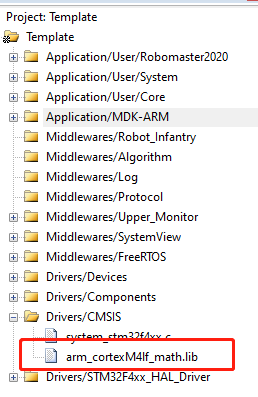 Project: Template
Template
Application/User/Robomaster2020
Application/User/System
Application/User/Core
Application/MDK-ARM
Middlewares/Robot_Infantry
Middlewares/Algorithm
Middlewares/Log
Middlewares/Protocol
Middlewares/Upper_Monitor
Middlewares/SystemView
Middlewares/FreeRTOS
Drivers/Devices
Drivers/Components
Drivers/CMSIS
system_stm32f4xx.c
arm_cortexM4lf_math.lib
Drivers/STM32F4xx_HAL_Driver